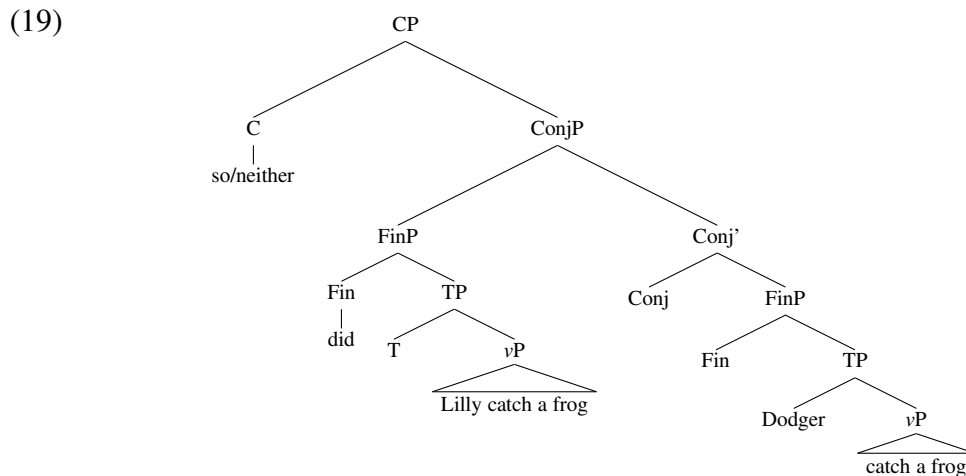 (19)
CP
C ConjP
so/neither
FinP Conj’
Fin TP Conj FinP
did T vP Fin TP
Lilly catch a frog Dodger vP
catch a frog